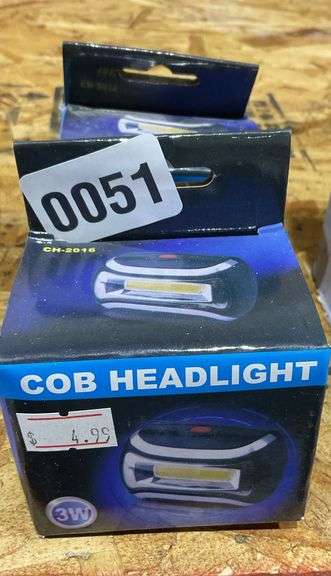 0051
CH-2016
COB HEADLIGHT
$ 4.99
3W